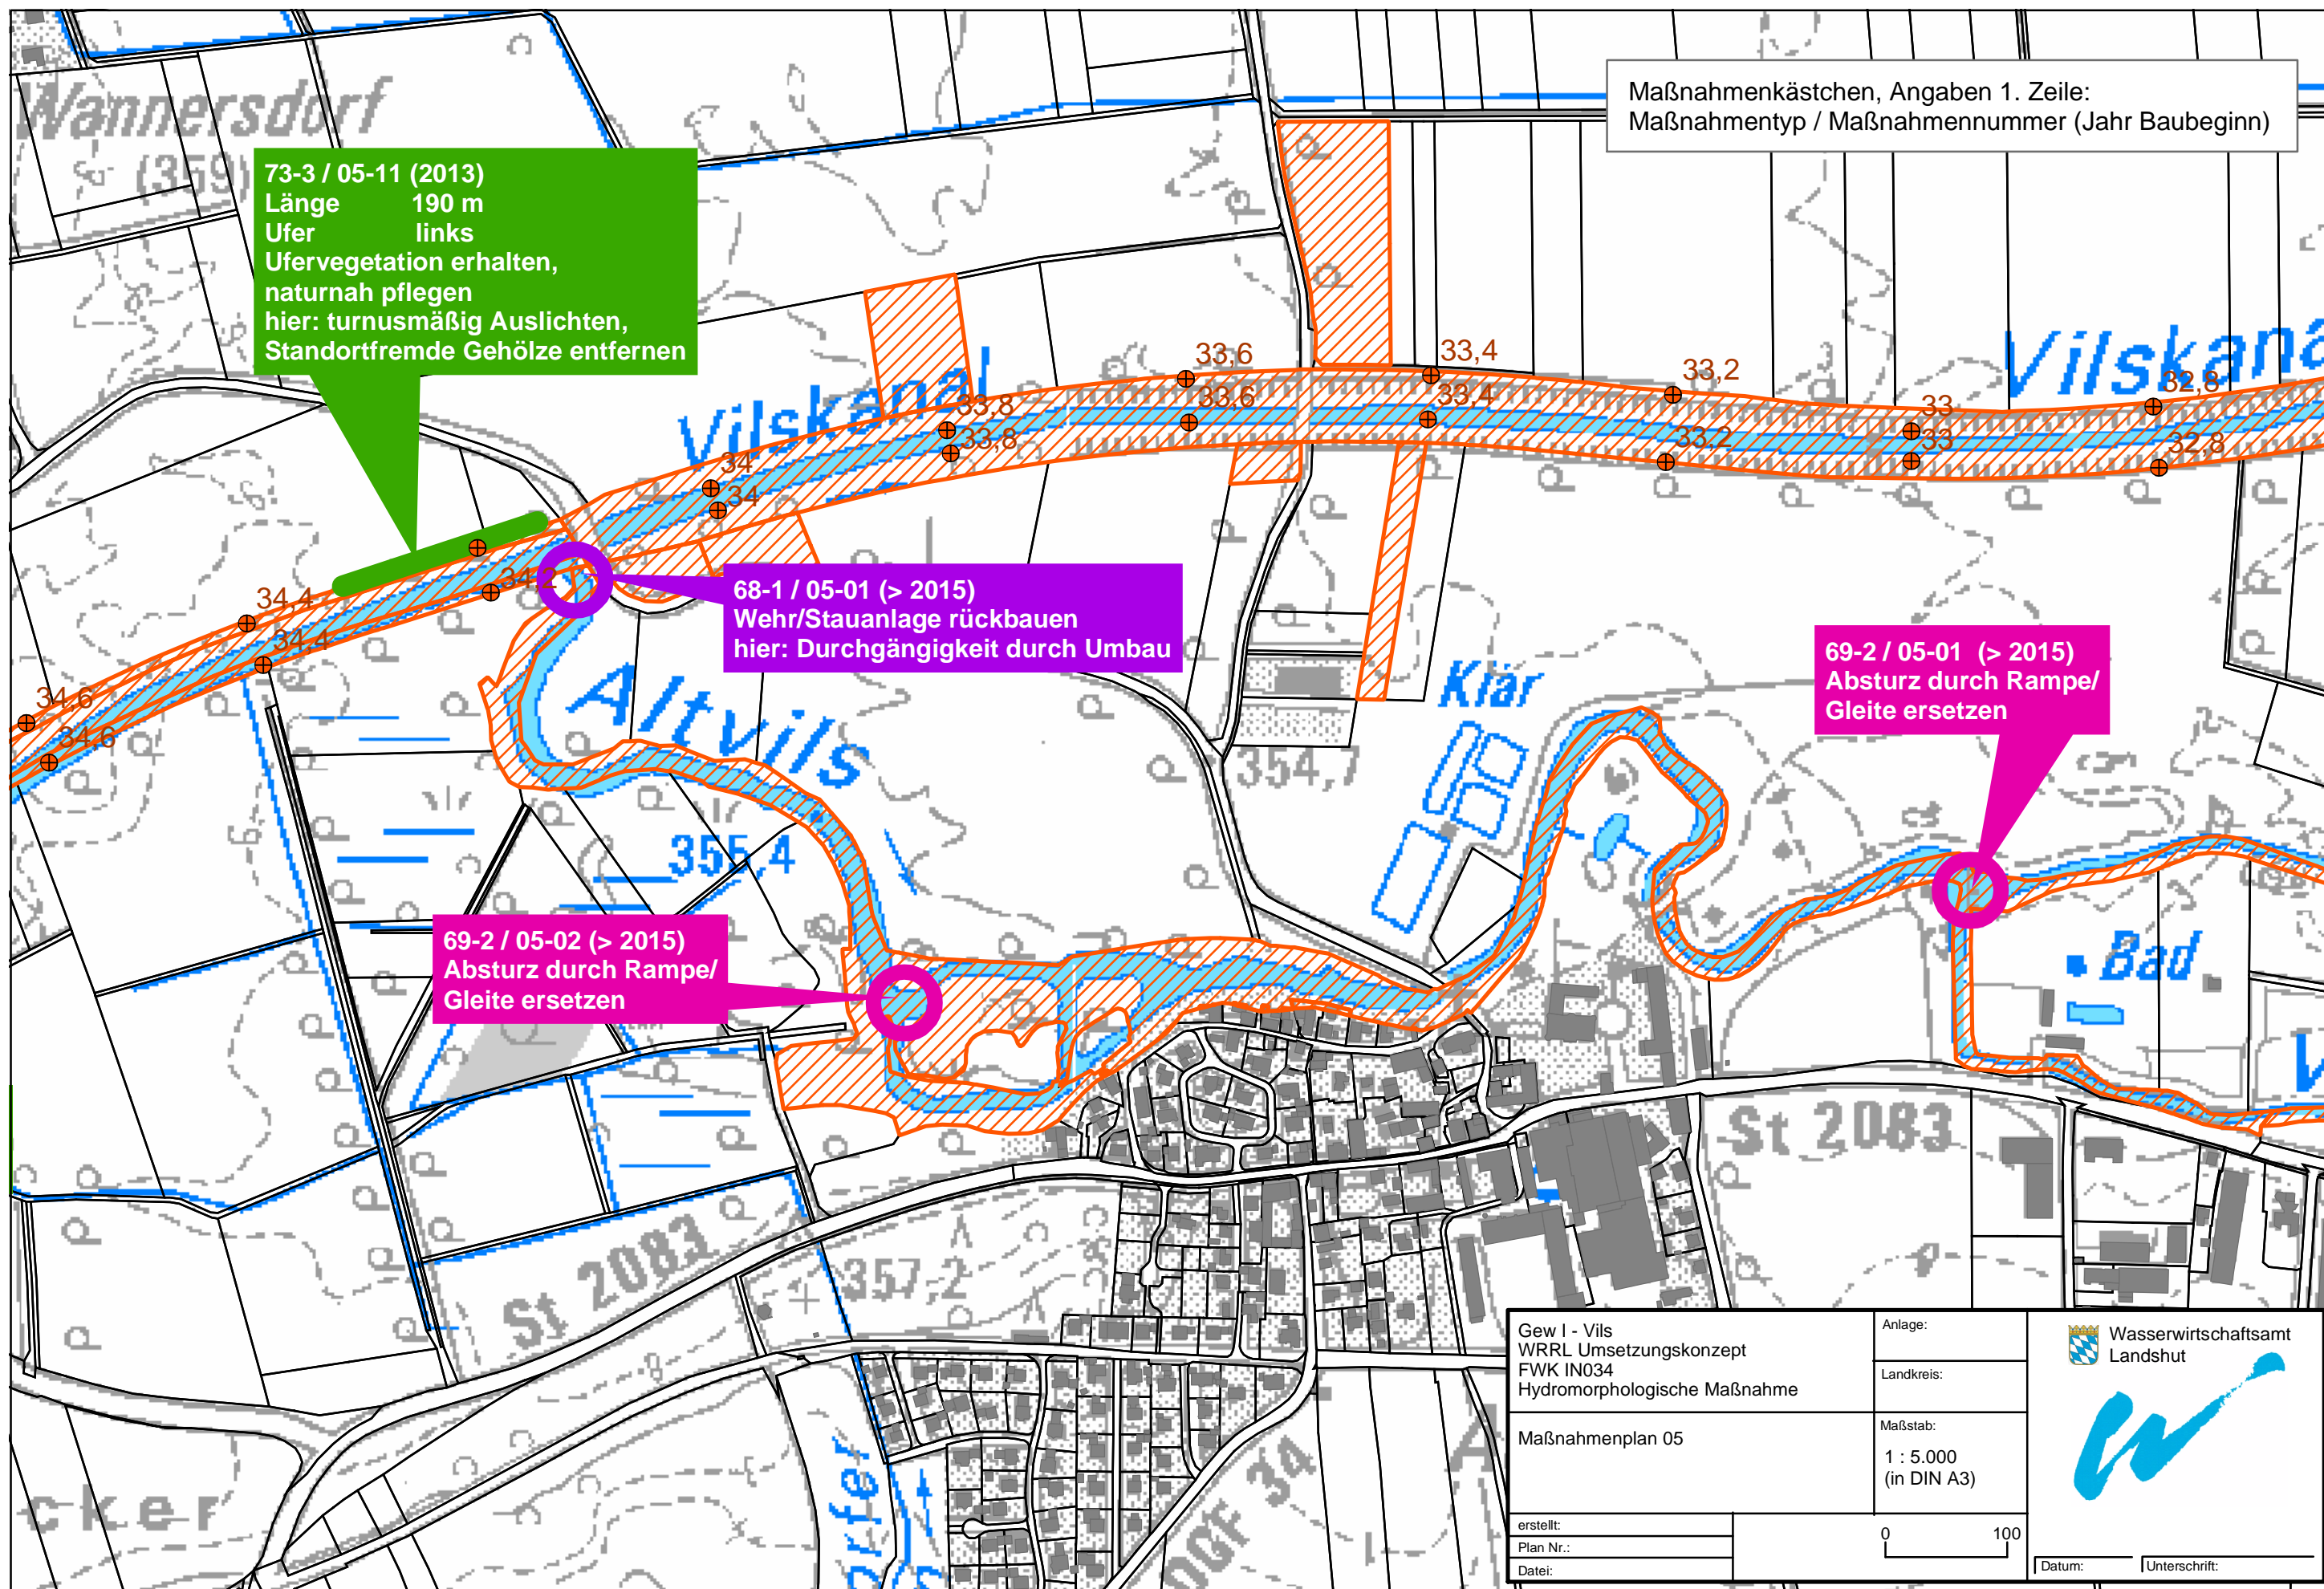 Maßnahmenkästchen, Angaben 1. Zeile:
Maßnahmentyp / Maßnahmennummer (Jahr Baubeginn)
Wannersdorf
(359)
73-3 / 05-11 (2013)
Länge 190 m
Ufer links
Ufervegetation erhalten,
naturnah pflegen
hier: turnusmäßig Auslichten,
Standortfremde Gehölze entfernen
Vilskanal
Vilskana
33,8
33,8
33,6
33,6
33,4
33,4
33,2
33,2
33
33
32,8
32,8
34
34
34,2
34,4
34,4
34,6
34,6
68-1 / 05-01 (> 2015)
Wehr/Stauanlage rückbauen
hier: Durchgängigkeit durch Umbau
69-2 / 05-01 (> 2015)
Absturz durch Rampe/
Gleite ersetzen
Altvils
Klär
354,7
355,4
69-2 / 05-02 (> 2015)
Absturz durch Rampe/
Gleite ersetzen
Bad
St 2083
St 2083
357,2
cker
orfer
DGF 34
Gew I - Vils
WRRL Umsetzungskonzept
FWK IN034
Hydromorphologische Maßnahme
Maßnahmenplan 05
erstellt:
Plan Nr.:
Datei:
Anlage:
Landkreis:
Maßstab:
1 : 5.000
(in DIN A3)
0 100
Wasserwirtschaftsamt
Landshut
Datum:
Unterschrift: